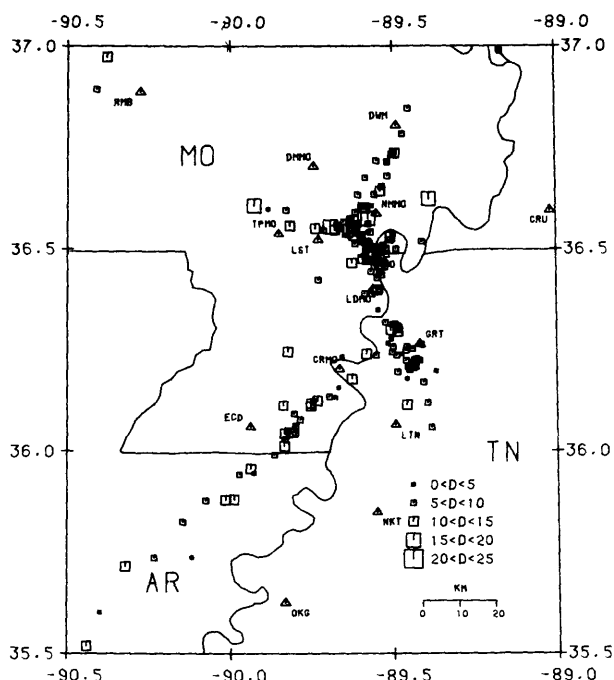 -90.5 -90.0 -89.5 -89.0
37.0 37.0
RMB
DWM
MO
DMMO
NMMO
TPMO
CRU
LST
36.5 36.5
LDMO
GRT
CRMO
ECD
LTN
TN
36.0 36.0
0<D<5
5<D<10
NKT
10<D<15
15<D<20
20<D<25
AR
KM
OKG
0 10 20
35.5 35.5
-90.5 -90.0 -89.5 -89.0